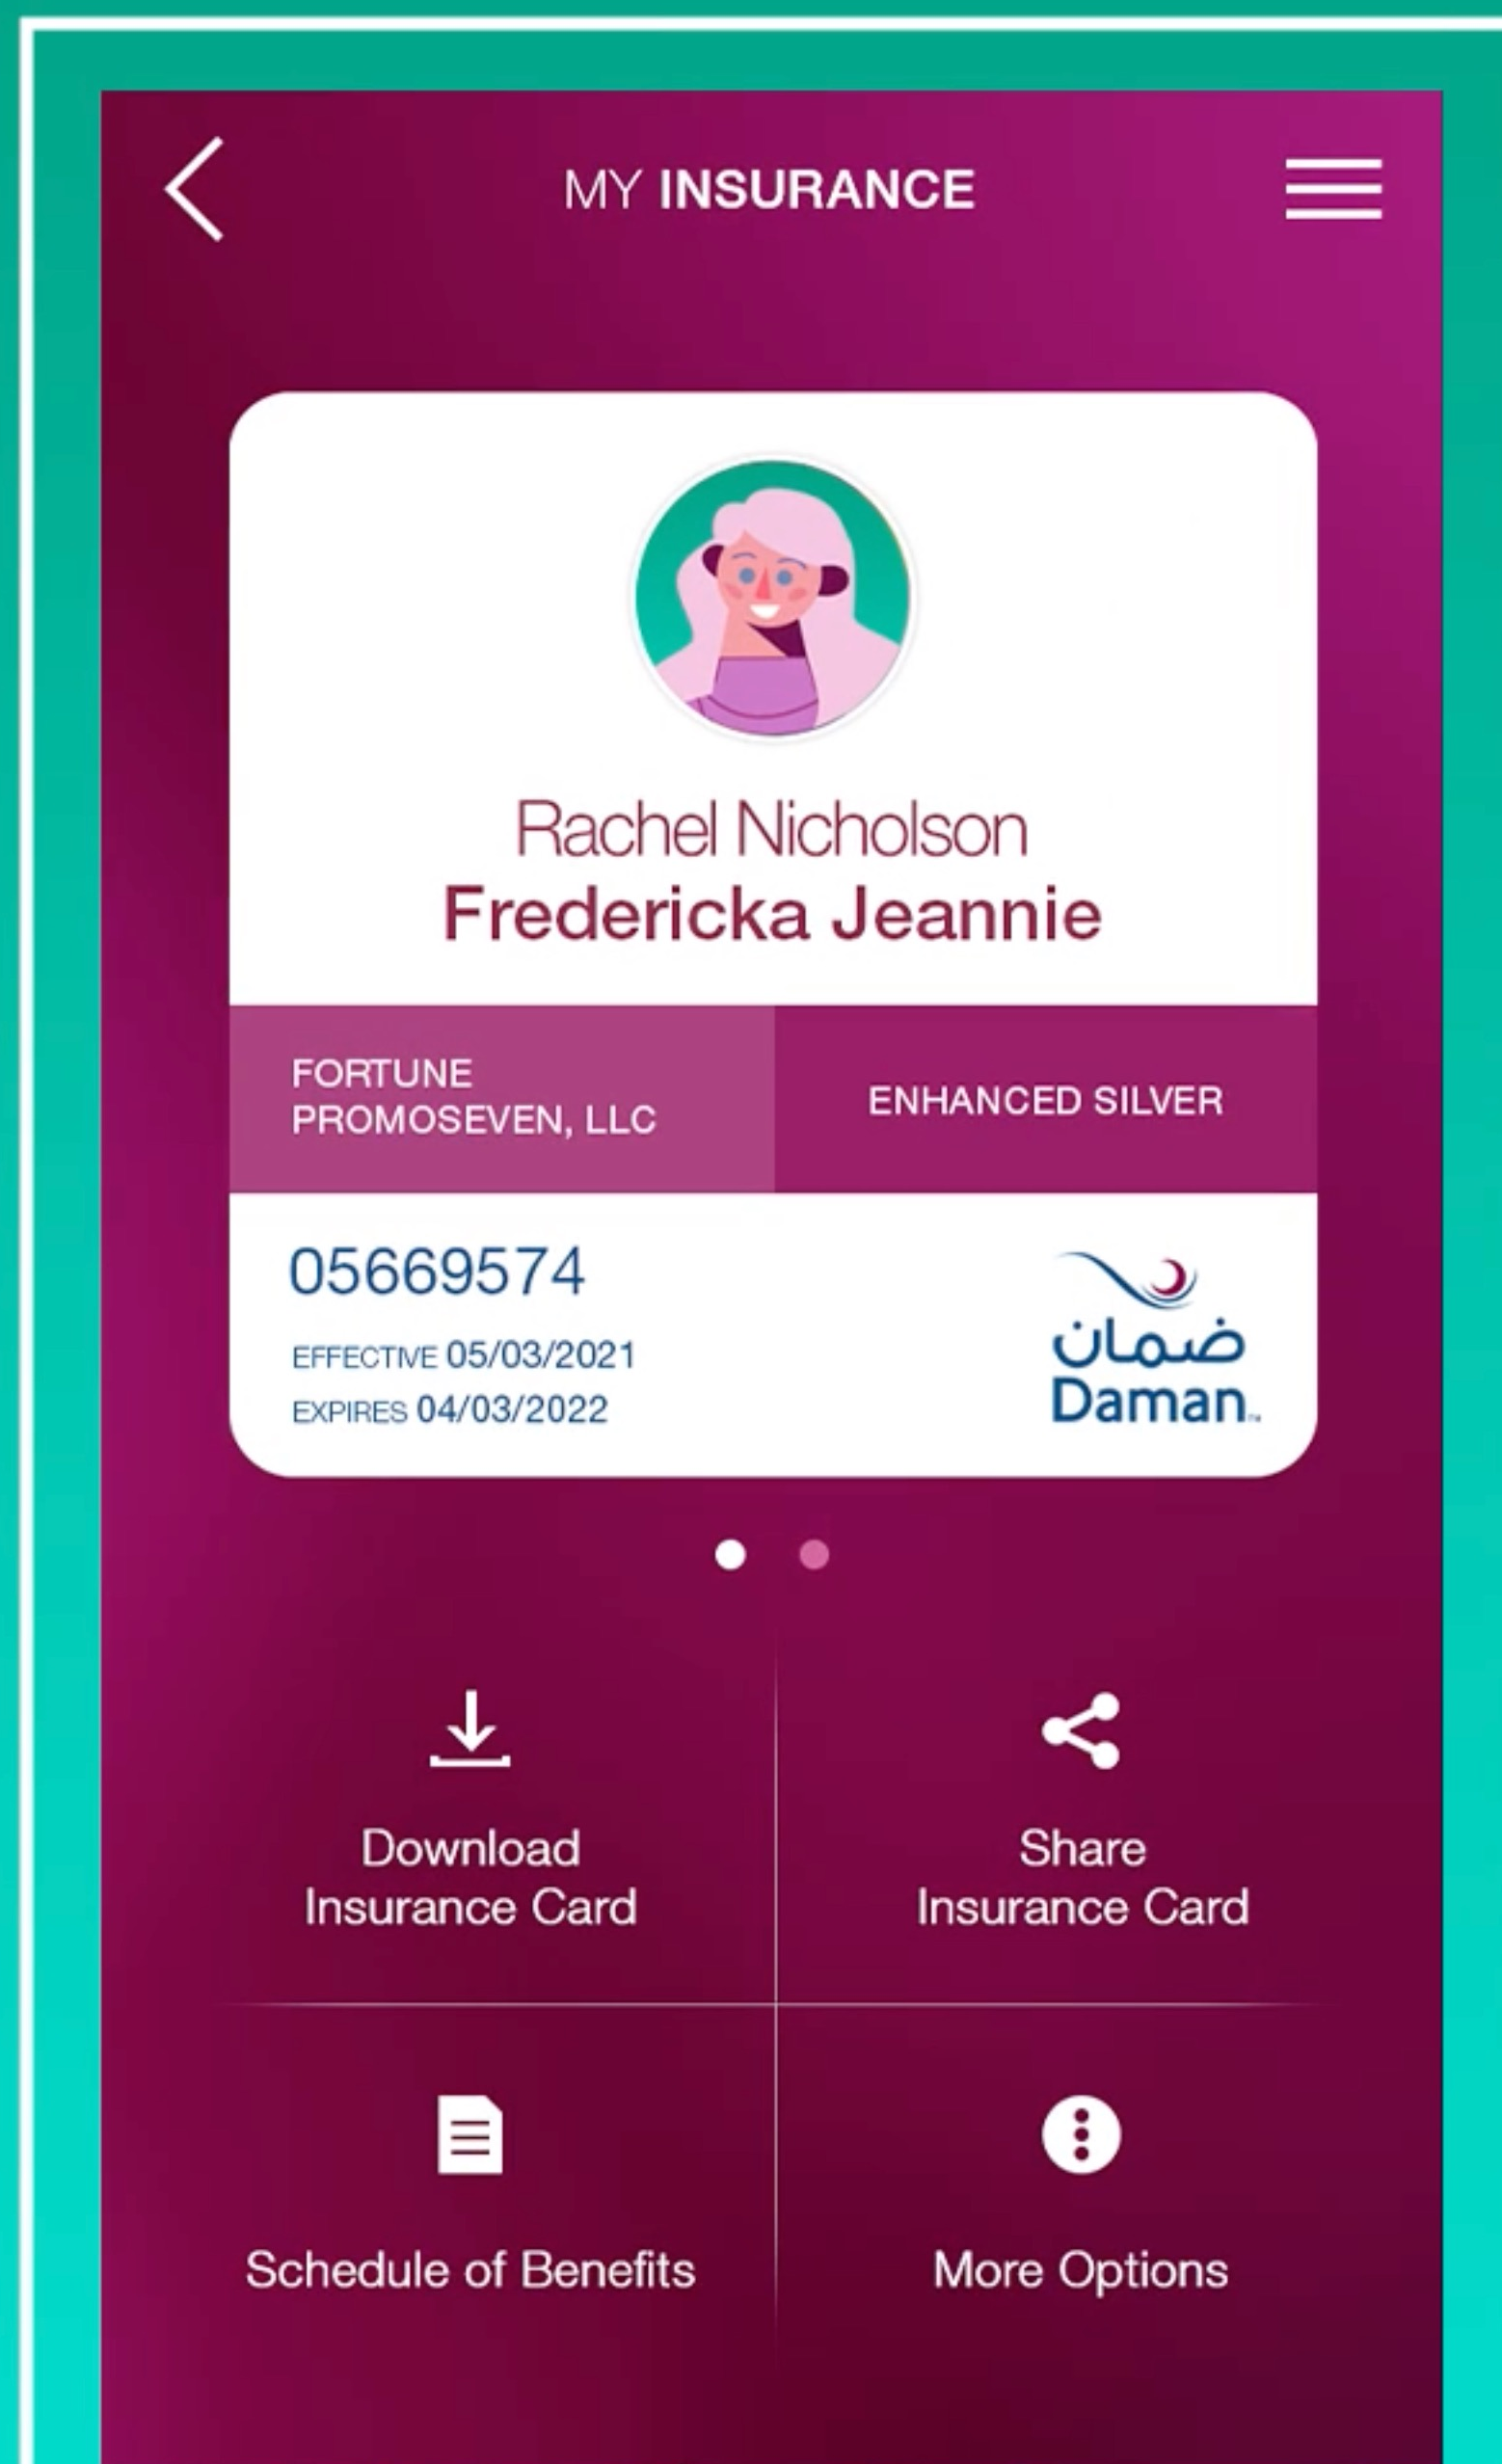 MY INSURANCE
Rachel Nicholson
Fredericka Jeannie
FORTUNE
PROMOSEVEN, LLC
ENHANCED SILVER
05669574
EFFECTIVE 05/03/2021
EXPIRES 04/03/2022
ضمان
Daman
Download
Insurance Card
Share
Insurance Card
Schedule of Benefits
More Options